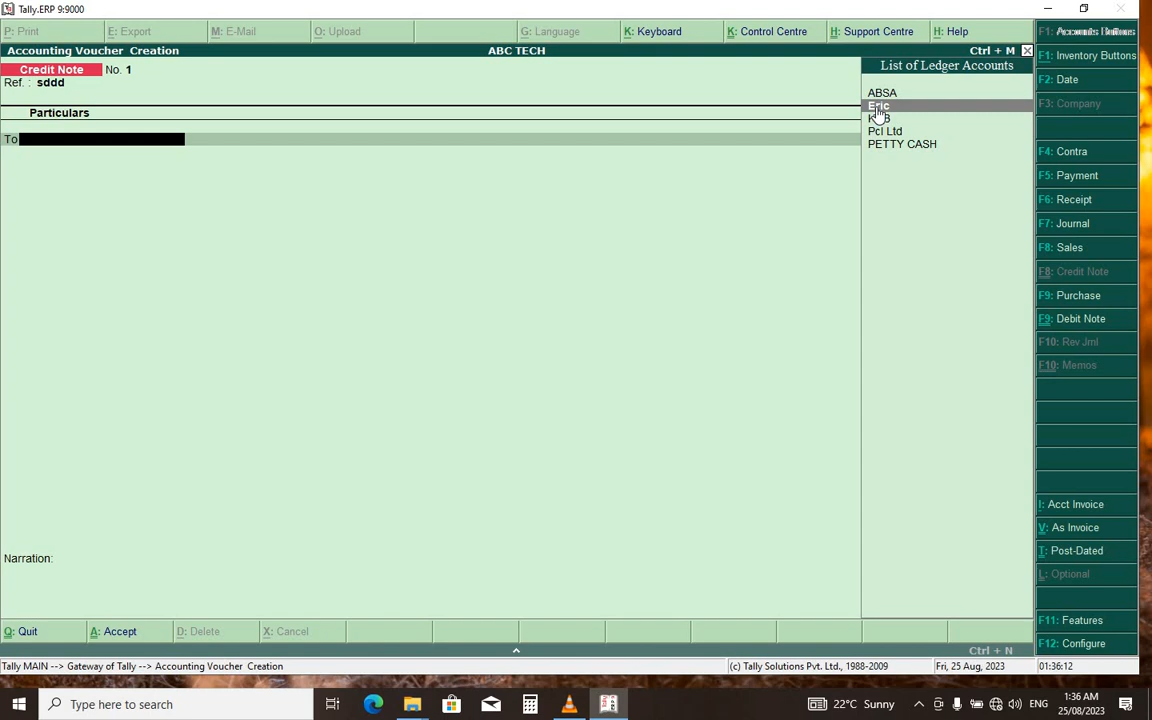 Tally.ERP 9:9000
P: Print
E: Export
M: E-Mail
O: Upload
G: Language
K: Keyboard
K: Control Centre
H: Support Centre
H: Help
Accounting Voucher Creation
ABC TECH
Ctrl + M
Credit Note No. 1
Ref. : sddd
Particulars
To
Narration:
List of Ledger Accounts
ABSA
Eric
Pcl Ltd
PETTY CASH
F1:
F1: Inventory Buttons
F2: Date
F3: Company
F4: Contra
F5: Payment
F6: Receipt
F7: Journal
F8: Sales
F8: Credit Note
F9: Purchase
F9: Debit Note
F10: Rev Jrnl
F10: Memos
I: Acct Invoice
V: As Invoice
T: Post-Dated
L: Optional
F11: Features
F12: Configure
Q: Quit
A: Accept
D: Delete
X: Cancel
Ctrl + N
Tally MAIN --> Gateway of Tally --> Accounting Voucher Creation
(c) Tally Solutions Pvt. Ltd., 1988-2009
Fri, 25 Aug, 2023
01:36:12
Type here to search
22°C Sunny
ENG
1:36 AM
25/08/2023